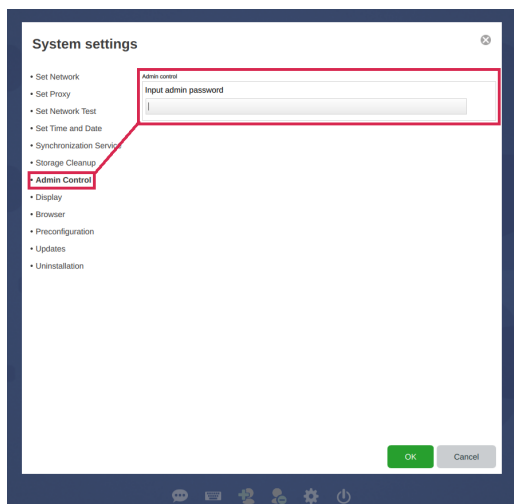 System settings
• Set Network
• Set Proxy
• Set Network Test
• Set Time and Date
• Synchronization Service
• Storage Cleanup
• Admin Control
• Display
• Browser
• Preconfiguration
• Updates
• Uninstallation
Admin control
Input admin password
OK
Cancel